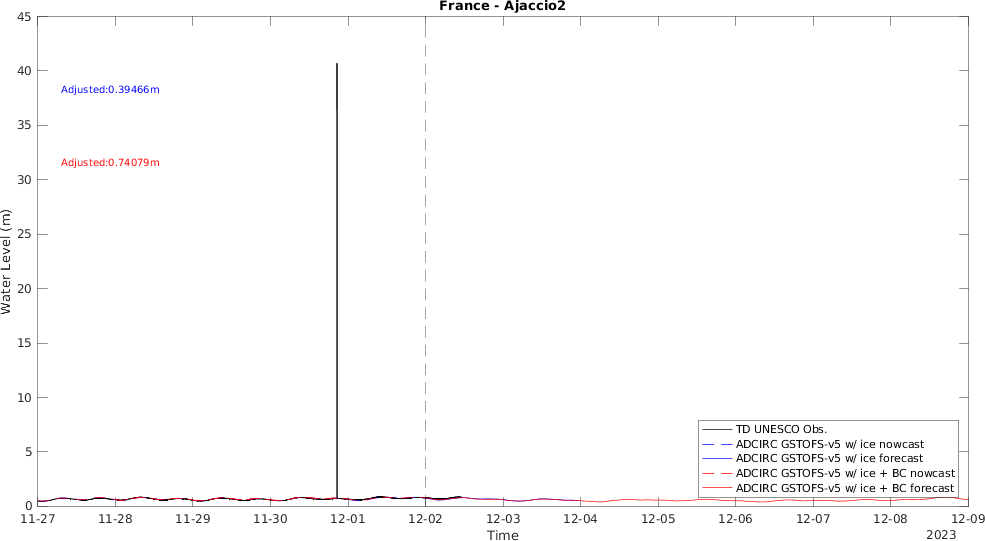 France - Ajaccio2
45
40
35
30
25
20
15
10
5
0
Water Level (m)
Adjusted:0.39466m
Adjusted:0.74079m
TD UNESCO Obs.
ADCIRC GSTOFS-v5 w/ ice nowcast
ADCIRC GSTOFS-v5 w/ ice forecast
ADCIRC GSTOFS-v5 w/ ice + BC nowcast
ADCIRC GSTOFS-v5 w/ ice + BC forecast
11-27 11-28 11-29 11-30 12-01 12-02 12-03 12-04 12-05 12-06 12-07 12-08 12-09
Time
2023